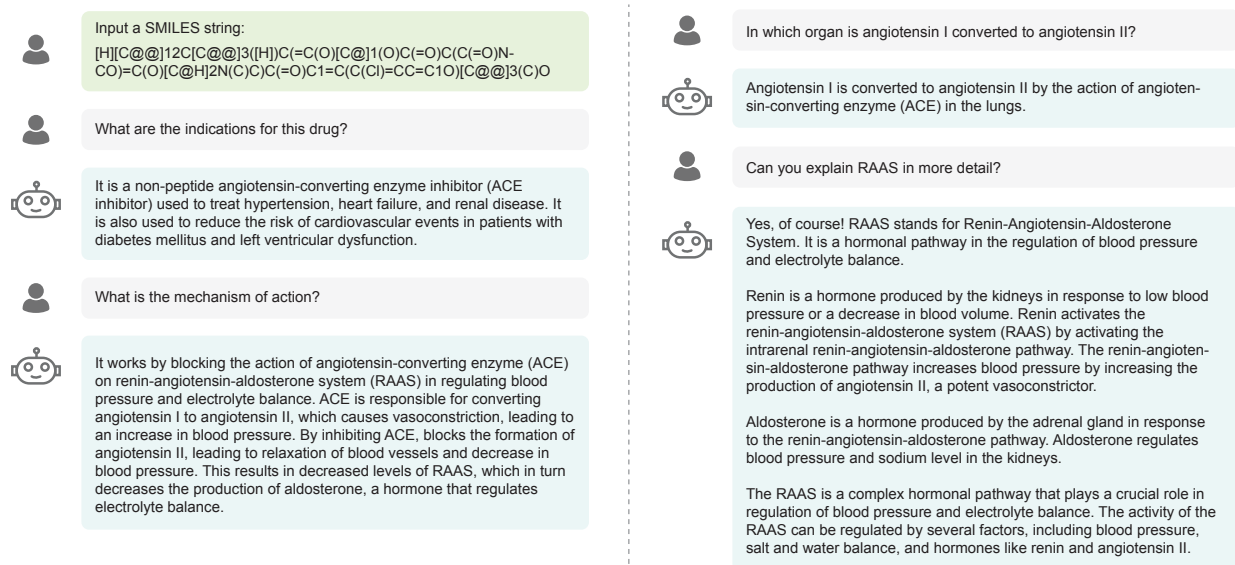 Input a SMILES string:
[H][C@@]12C[C@@]3([H])C(=C(O)[C@]1(O)C(=O)C(C(=O)N-
CO)=C(O)[C@H]2N(C)C)C(=O)C1=C(C(Cl)=CC=C1O)[C@@]3(C)O
What are the indications for this drug?
It is a non-peptide angiotensin-converting enzyme inhibitor (ACE
inhibitor) used to treat hypertension, heart failure, and renal disease. It
is also used to reduce the risk of cardiovascular events in patients with
diabetes mellitus and left ventricular dysfunction.
What is the mechanism of action?
It works by blocking the action of angiotensin-converting enzyme (ACE)
on renin-angiotensin-aldosterone system (RAAS) in regulating blood
pressure and electrolyte balance. ACE is responsible for converting
angiotensin I to angiotensin II, which causes vasoconstriction, leading to
an increase in blood pressure. By inhibiting ACE, blocks the formation of
angiotensin II, leading to relaxation of blood vessels and decrease in
blood pressure. This results in decreased levels of RAAS, which in turn
decreases the production of aldosterone, a hormone that regulates
electrolyte balance.
In which organ is angiotensin I converted to angiotensin II?
Angiotensin I is converted to angiotensin II by the action of angioten-
sin-converting enzyme (ACE) in the lungs.
Can you explain RAAS in more detail?
Yes, of course! RAAS stands for Renin-Angiotensin-Aldosterone
System. It is a hormonal pathway in the regulation of blood pressure
and electrolyte balance.
Renin is a hormone produced by the kidneys in response to low blood
pressure or a decrease in blood volume. Renin activates the
renin-angiotensin-aldosterone system (RAAS) by activating the
intrarenal renin-angiotensin-aldosterone pathway. The renin-angioten-
sin-aldosterone pathway increases blood pressure by increasing the
production of angiotensin II, a potent vasoconstrictor.
Aldosterone is a hormone produced by the adrenal gland in response
to the renin-angiotensin-aldosterone pathway. Aldosterone regulates
blood pressure and sodium level in the kidneys.
The RAAS is a complex hormonal pathway that plays a crucial role in
regulation of blood pressure and electrolyte balance. The activity of the
RAAS can be regulated by several factors, including blood pressure,
salt and water balance, and hormones like renin and angiotensin II.